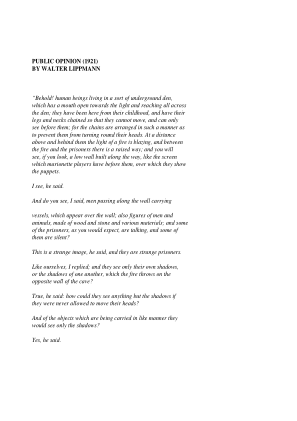 PUBLIC OPINION (1921)
BY WALTER LIPPMANN
"Behold! human beings living in a sort of underground den,
which has a mouth open towards the light and reaching all across
the den; they have been here from their childhood, and have their
legs and necks chained so that they cannot move, and can only
see before them; for the chains are arranged in such a manner as
to prevent them from turning round their heads. At a distance
above and behind them the light of a fire is blazing, and between
the fire and the prisoners there is a raised way; and you will
see, if you look, a low wall built along the way, like the screen
which marionette players have before them, over which they show
the puppets.
I see, he said.
And do you see, I said, men passing along the wall carrying
vessels, which appear over the wall; also figures of men and
animals, made of wood and stone and various materials; and some
of the prisoners, as you would expect, are talking, and some of
them are silent?
This is a strange image, he said, and they are strange prisoners.
Like ourselves, I replied; and they see only their own shadows,
or the shadows of one another, which the fire throws on the
opposite wall of the cave?
True, he said: how could they see anything but the shadows if
they were never allowed to move their heads?
And of the objects which are being carried in like manner they
would see only the shadows?
Yes, he said.